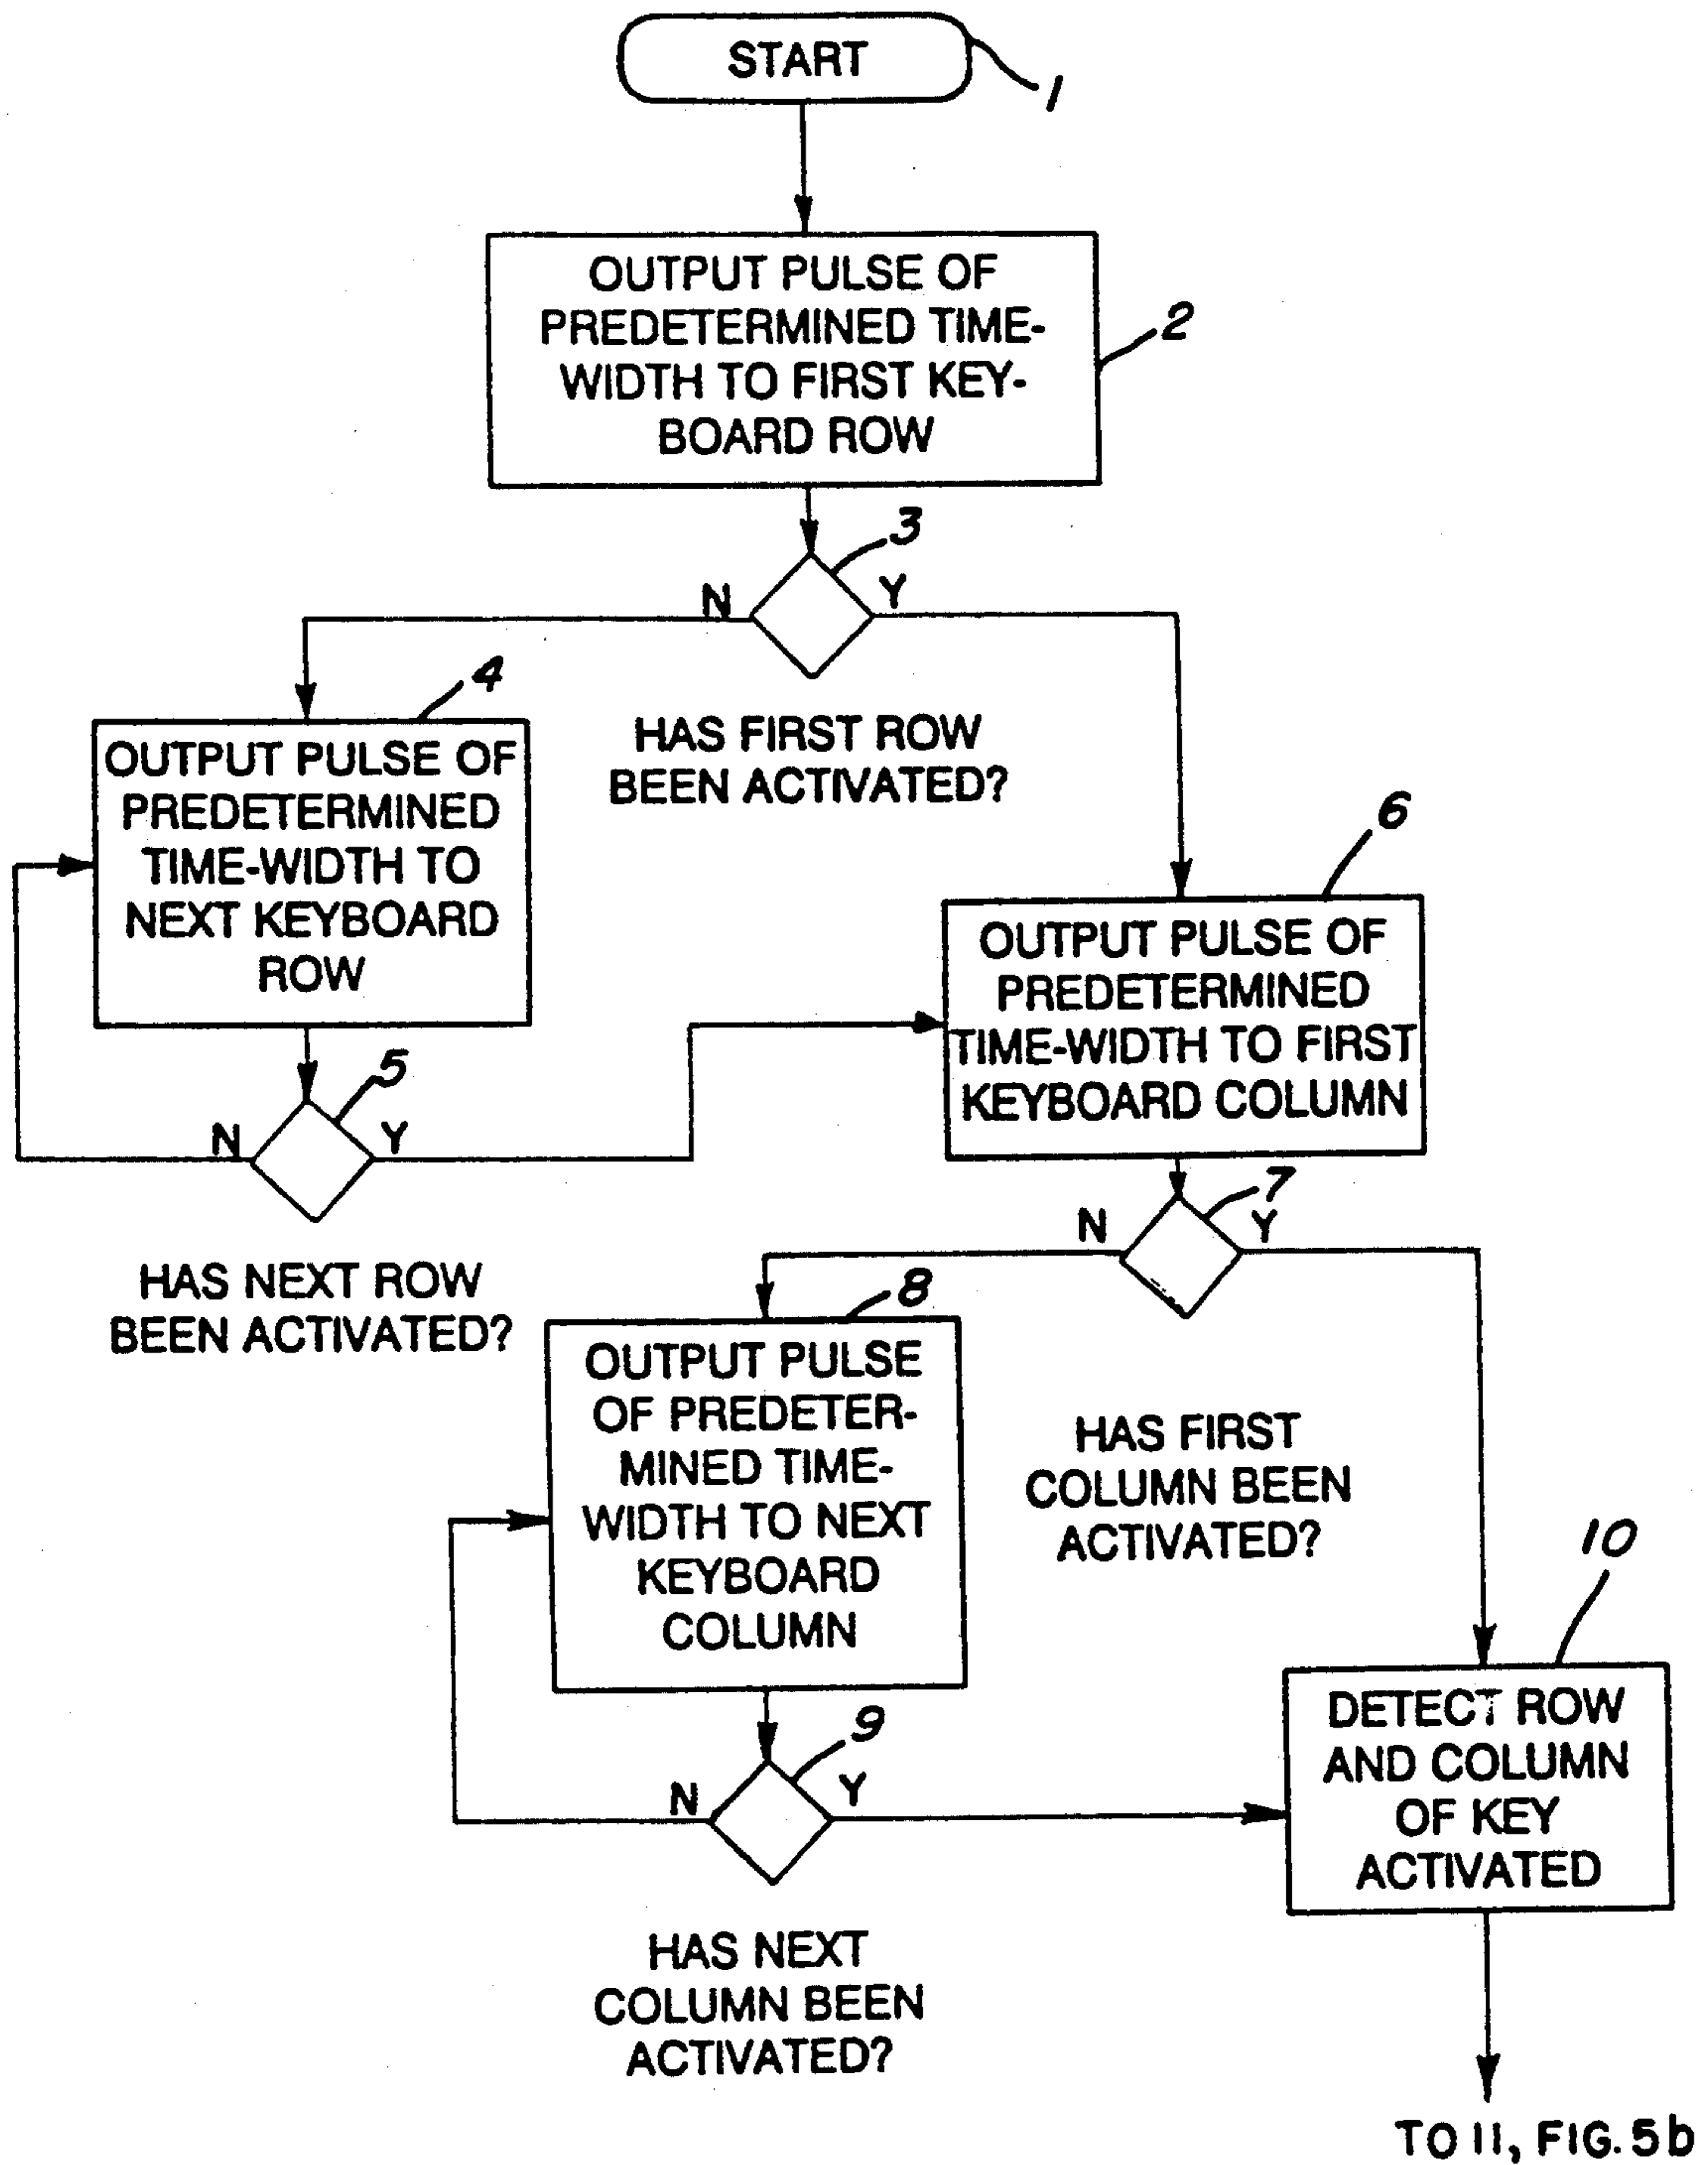 START
1
OUTPUT PULSE OF
PREDETERMINED TIME-
WIDTH TO FIRST KEY-
BOARD ROW
2
3
N
Y
HAS FIRST ROW
BEEN ACTIVATED?
4
OUTPUT PULSE OF
PREDETERMINED
TIME-WIDTH TO
NEXT KEYBOARD
ROW
5
N
Y
HAS NEXT ROW
BEEN ACTIVATED?
6
OUTPUT PULSE OF
PREDETERMINED
TIME-WIDTH TO FIRST
KEYBOARD COLUMN
7
N
Y
HAS FIRST
COLUMN BEEN
ACTIVATED?
8
OUTPUT PULSE
OF PREDETER-
MINED TIME-
WIDTH TO NEXT
KEYBOARD
COLUMN
9
N
Y
HAS NEXT
COLUMN BEEN
ACTIVATED?
10
DETECT ROW
AND COLUMN
OF KEY
ACTIVATED
TO 11, FIG. 5b